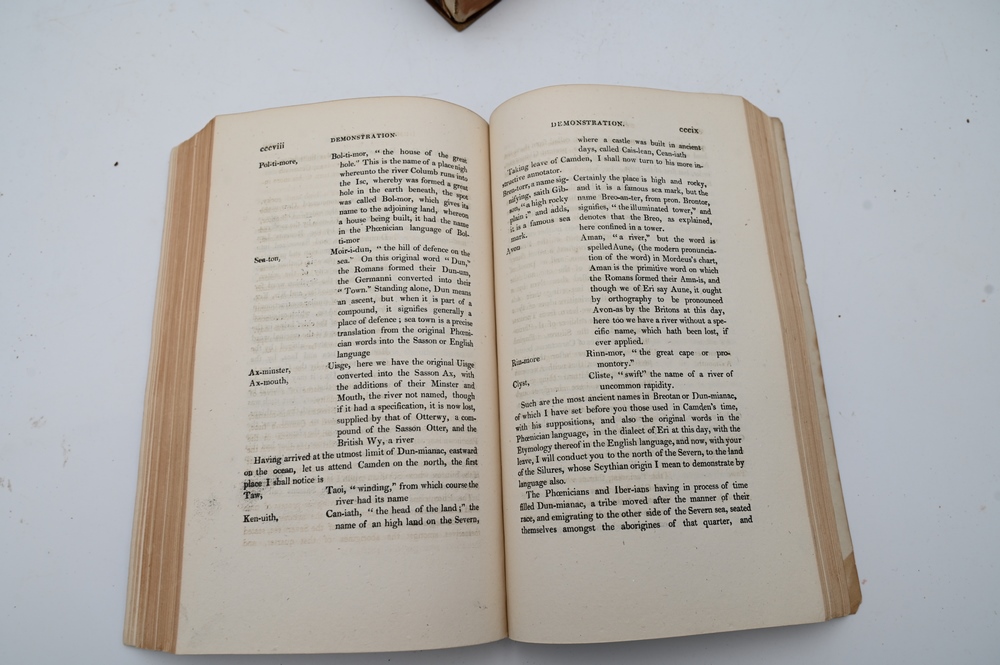 cccviii
DEMONSTRATION.
Pol-ti-more,
Bol-ti-mor, “ the house of the great
hole.” This is the name of a place nigh
whereunto the river Columb runs into
the Isc, whereby was formed a great
hole in the earth beneath, the spot
was called Bol-mor, which gives its
name to the adjoining land, whereon
a house being built, it had the name
in the Phœnician language of Bol-
ti-mor
Sea-ton,
Moir-i-dun, “ the hill of defence on the
sea.” On this original word “ Dun,”
the Romans formed their Dun-um,
the Germanni converted into their
“ Town.” Standing alone, Dun means
an ascent, but when it is part of a
compound, it signifies generally a
place of defence ; sea town is a precise
translation from the original Phœni-
cian words into the Sasson or English
language
Ax-minster,
Ax-mouth,
Uisge, here we have the original Uisge
converted into the Sasson Ax, with
the additions of their Minster and
Mouth, the river not named, though
if it had a specification, it is now lost,
supplied by that of Otterwy, a com-
pound of the Sasson Otter, and the
British Wy, a river
Having arrived at the utmost limit of Dun-mianac, eastward
on the ocean, let us attend Camden on the north, the first
place I shall notice is
Taw,
Taoi, “ winding,” from which course the
river had its name
Ken-uith,
Can-iath, “ the head of the land ;” the
name of an high land on the Severn,
DEMONSTRATION.
cccix
where a castle was built in ancient
days, called Cais-lean, Cean-iath
Taking leave of Camden, I shall now turn to his more in-
structive annotator.
Breo-torr, a name sig-
nifying, saith Gib-
son, “ a high rocky
plain ;” and adds,
it is a famous sea
mark.
Certainly the place is high and rocky,
and it is a famous sea mark, but the
name Breo-an-ter, from pron. Brontor,
signifies, “ the illuminated tower,” and
denotes that the Breo, as explained,
here confined in a tower.
Avon
Aman, “ a river,” but the word is
spelled Aune, (the modern pronuncia-
tion of the word) in Mordeus's chart,
Aman is the primitive word on which
the Romans formed their Amn-is, and
though we of Eri say Aune, it ought
by orthography to be pronounced
Avon-as by the Britons at this day,
here too we have a river without a spe-
cific name, which hath been lost, if
ever applied.
Rin-more
Rinn-mor, “ the great cape or pro-
montory.”
Clyst,
Cliste, “ swift” the name of a river of
uncommon rapidity.
Such are the most ancient names in Breotan or Dun-mianac,
of which I have set before you those used in Camden's time,
with his suppositions, and also the original words in the
Phœnician language, in the dialect of Eri at this day, with the
Etymology thereof in the English language, and now, with your
leave, I will conduct you to the north of the Severn, to the land
of the Silures, whose Scythian origin I mean to demonstrate by
language also.
The Phœnicians and Iber-ians having in process of time
filled Dun-mianac, a tribe moved after the manner of their
race, and emigrating to the other side of the Severn sea, seated
themselves amongst the aborigines of that quarter, and